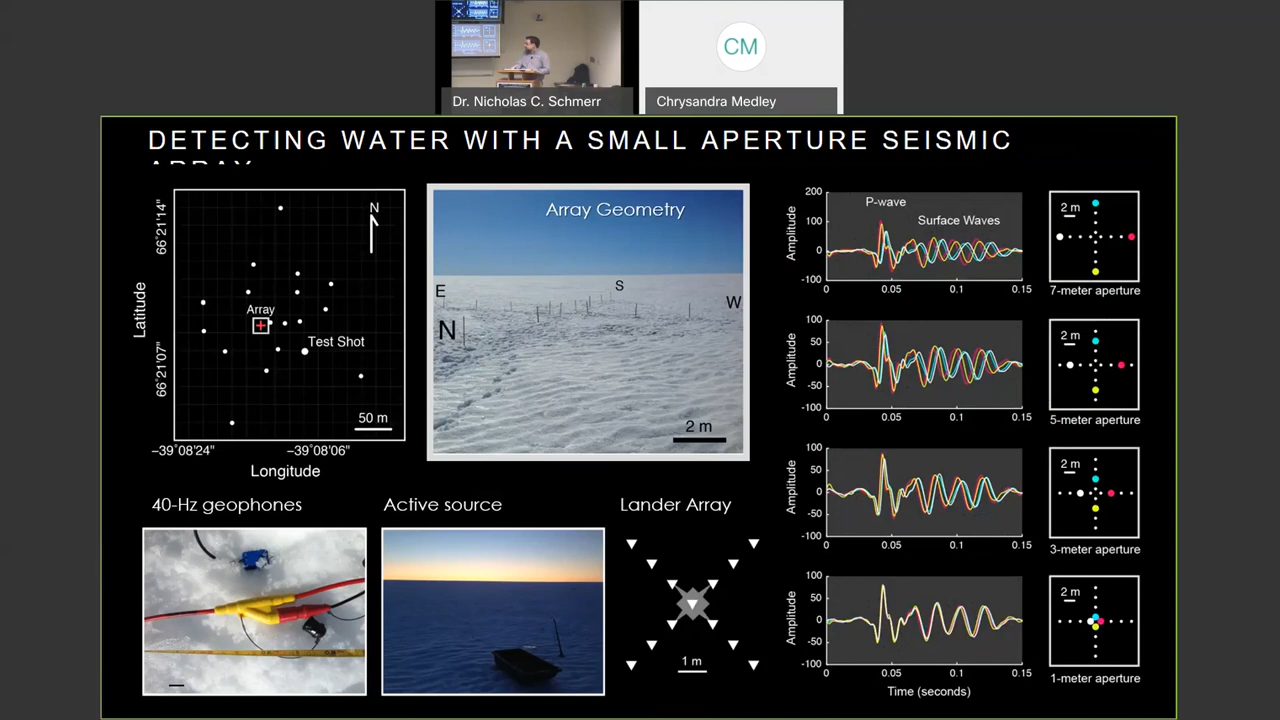 CM
Dr. Nicholas C. Schmerr
Chrysandra Medley
DETECTING WATER WITH A SMALL APERTURE SEISMIC
ARRAY
66˚21'14"
66˚21'07"
Latitude
N
Array
Test Shot
50 m
−39˚08'24"
−39˚08'06"
Longitude
Array Geometry
E
S
W
N
2 m
40-Hz geophones
Active source
Lander Array
1 m
Amplitude
200
100
0
-100
P-wave
Surface Waves
0
0.05
0.1
0.15
2 m
7-meter aperture
Amplitude
100
50
0
-50
-100
0
0.05
0.1
0.15
2 m
5-meter aperture
Amplitude
100
50
0
-50
-100
0
0.05
0.1
0.15
2 m
3-meter aperture
Amplitude
100
50
0
-50
-100
0
0.05
0.1
0.15
Time (seconds)
2 m
1-meter aperture